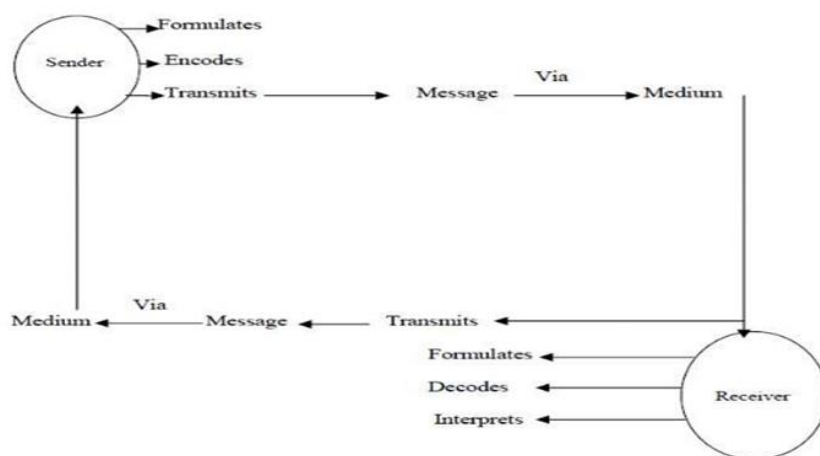 Formulates
Sender
Encodes
Transmits
Message
Via
Medium
Medium
Via
Message
Transmits
Formulates
Decodes
Receiver
Interprets